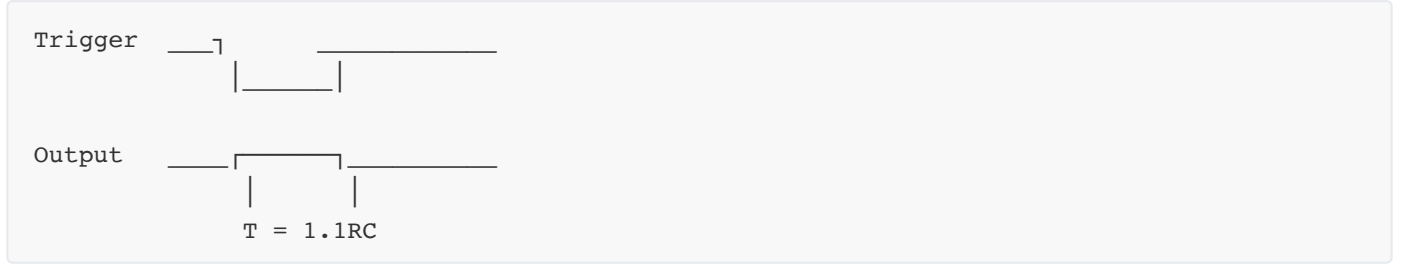 Trigger
Output
T = 1.1RC